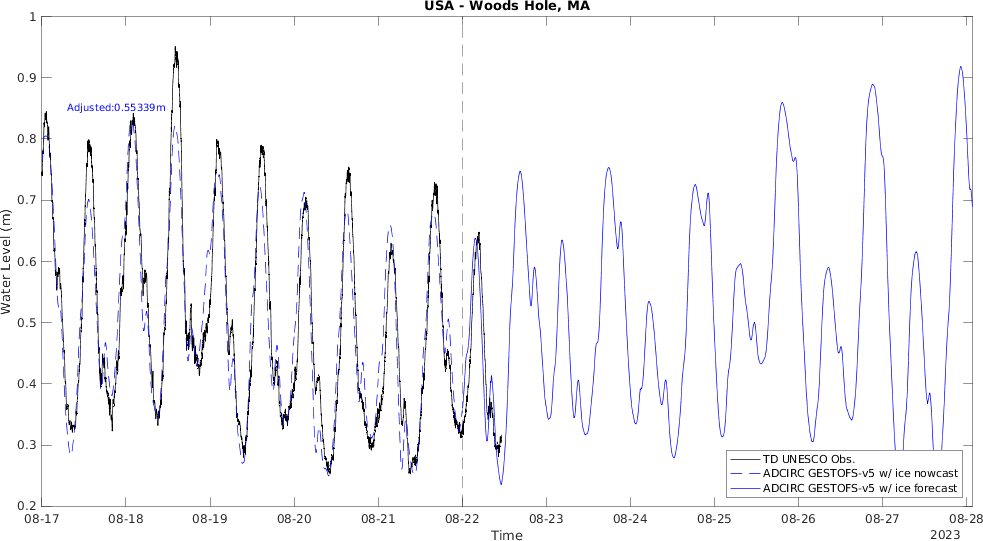 USA - Woods Hole, MA
1
0.9
0.8
0.7
0.6
0.5
0.4
0.3
0.2
Water Level (m)
Adjusted:0.55339m
TD UNESCO Obs.
ADCIRC GESTOFS-v5 w/ ice nowcast
ADCIRC GESTOFS-v5 w/ ice forecast
08-17 08-18 08-19 08-20 08-21 08-22 08-23 08-24 08-25 08-26 08-27 08-28
Time
2023